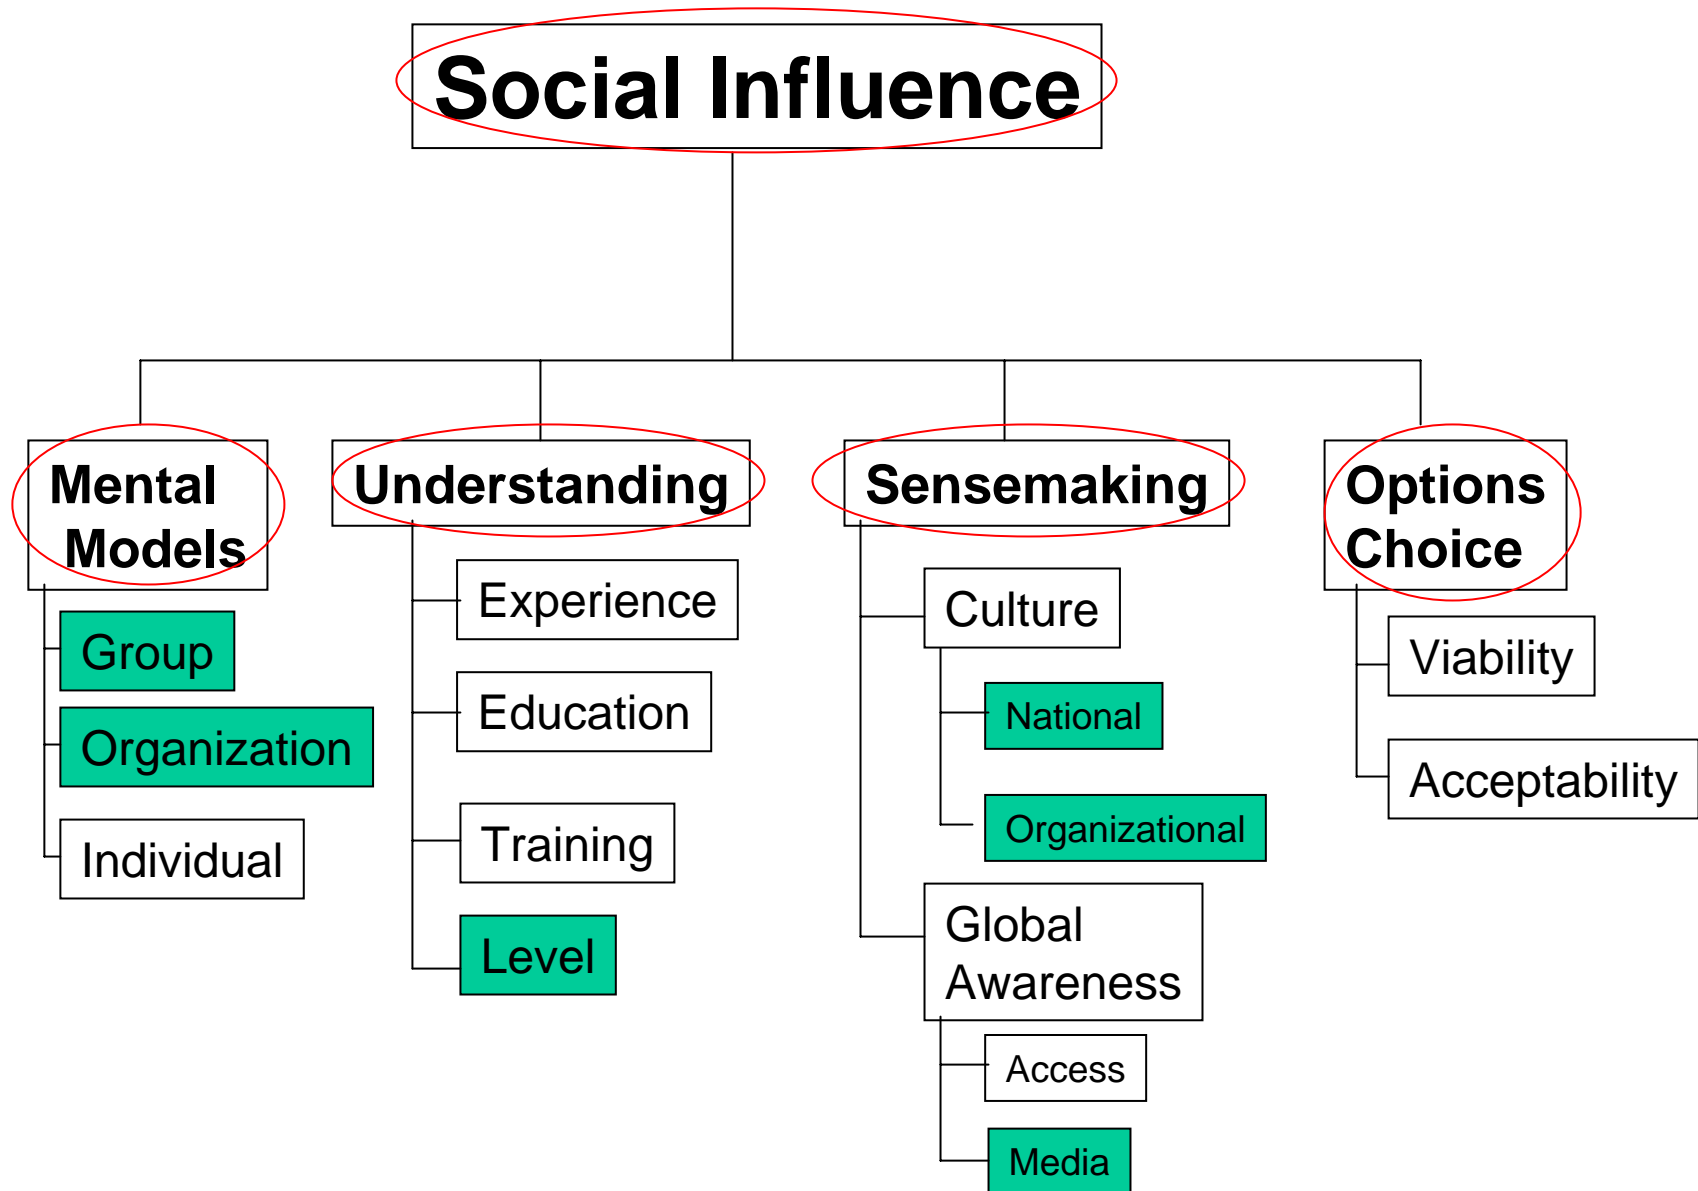 Social Influence
Mental
Models
Group
Organization
Individual
Understanding
Experience
Education
Training
Level
Sensemaking
Culture
National
Organizational
Global
Awareness
Access
Media
Options
Choice
Viability
Acceptability